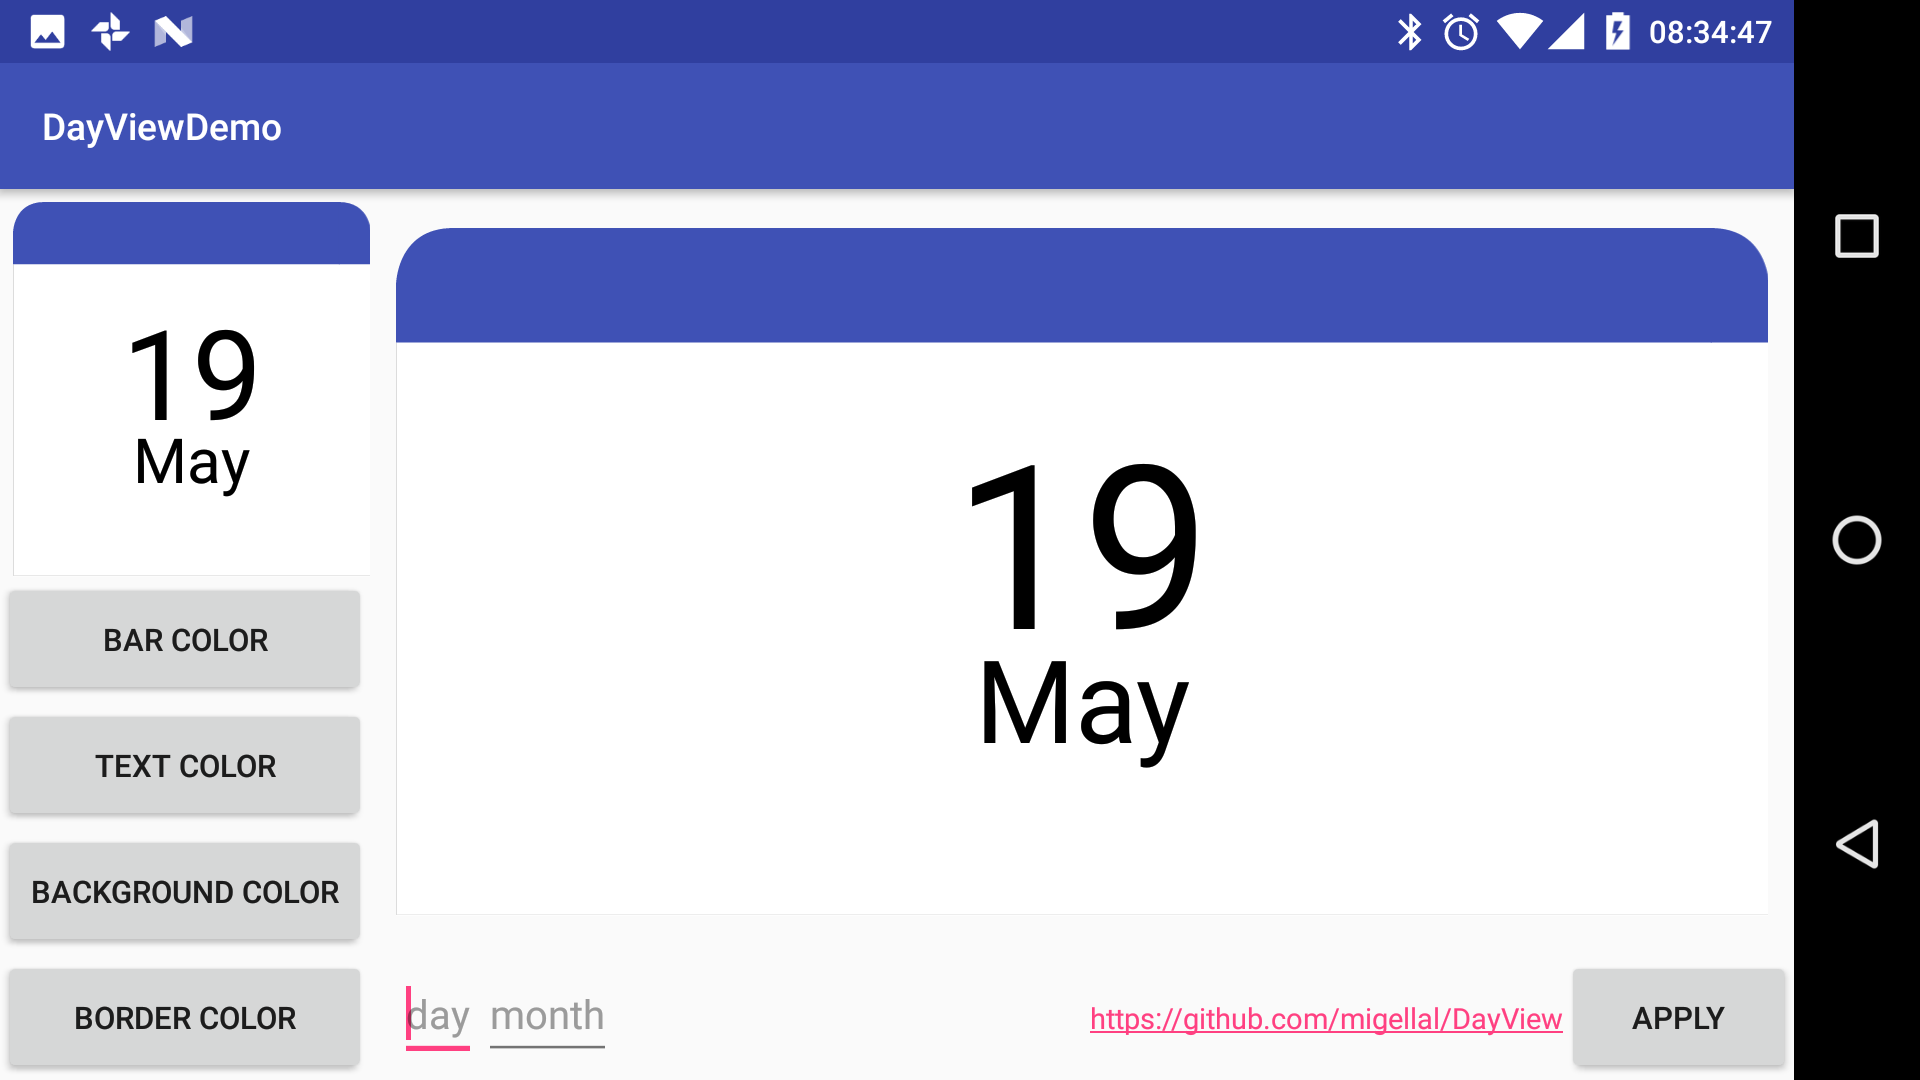 08:34:47
DayViewDemo
19
May
BAR COLOR
TEXT COLOR
BACKGROUND COLOR
BORDER COLOR
19
May
day month
https://github.com/migellal/DayView
APPLY